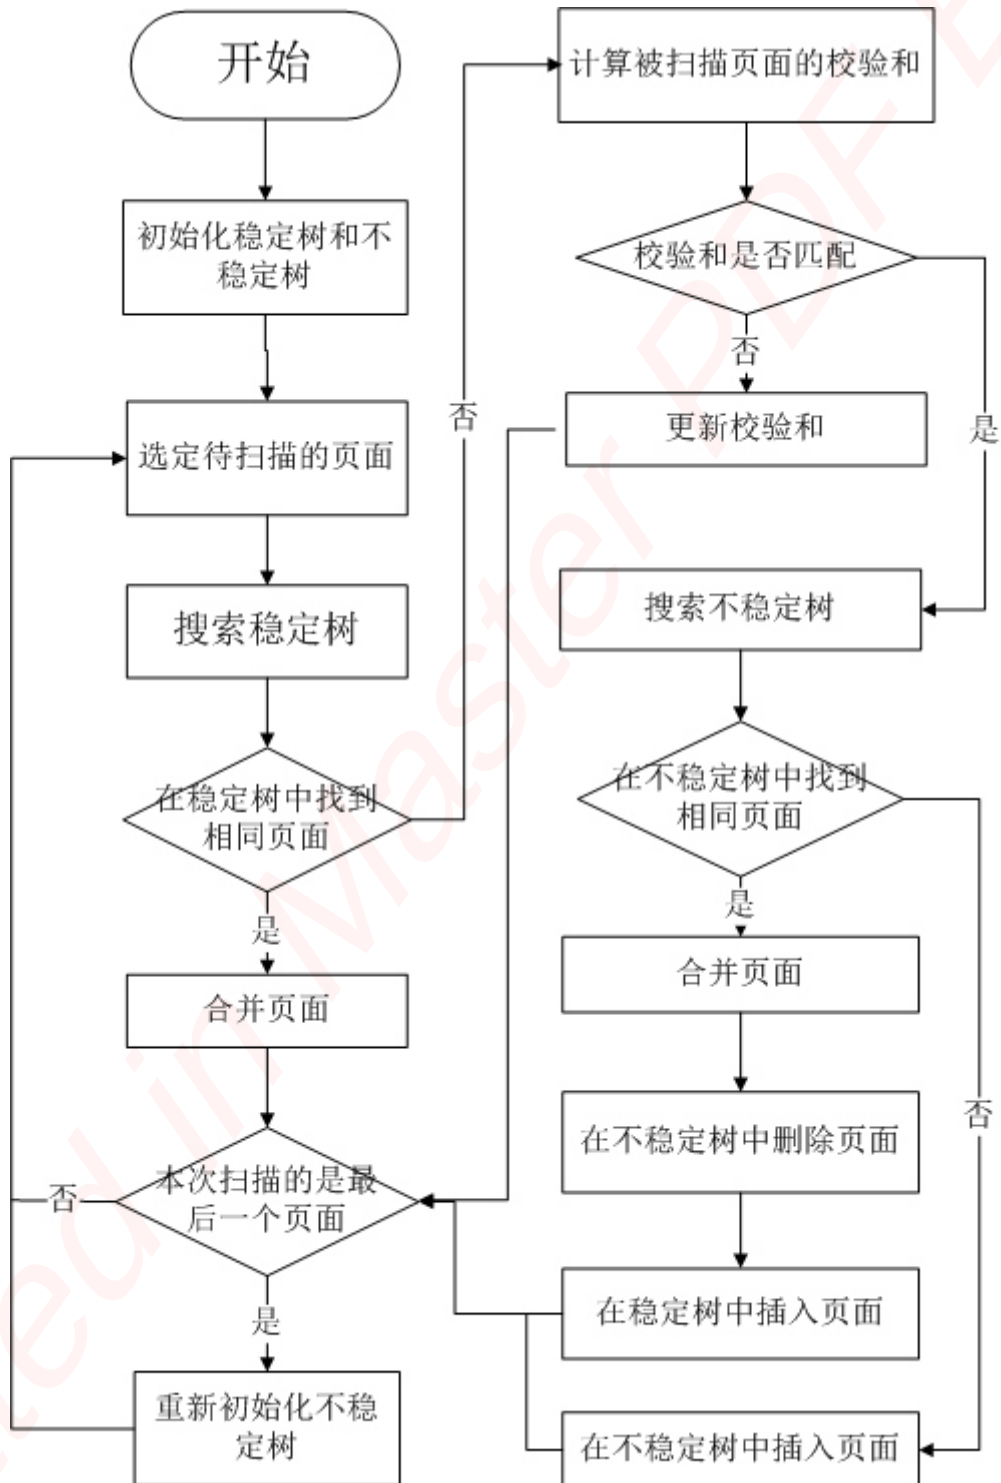 开始
初始化稳定树和不
稳定树
选定待扫描的页面
搜索稳定树
在稳定树中找到
相同页面
是
否
合并页面
本次扫描的是最
后一个页面
否
是
重新初始化不稳
定树
计算被扫描页面的校验和
校验和是否匹配
否
是
更新校验和
搜索不稳定树
在不稳定树中找到
相同页面
是
否
合并页面
在不稳定树中删除页面
在稳定树中插入页面
在不稳定树中插入页面
ted in Master PDF E